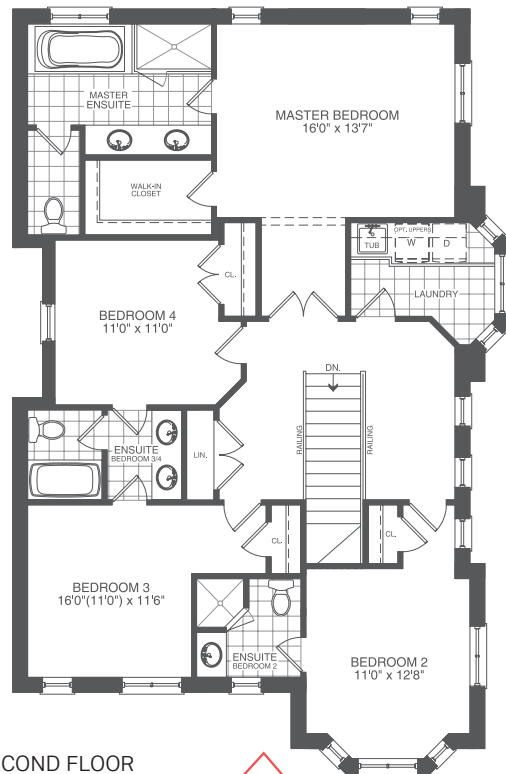 MASTER
ENSUITE
MASTER BEDROOM
16'0" x 13'7"
WALK-IN
CLOSET
OPT. UPPERS
TUB
W
D
LAUNDRY
CL.
BEDROOM 4
11'0" x 11'0"
DN.
RAILING
RAILING
ENSUITE
BEDROOM 3/4
LIN.
CL.
CL.
BEDROOM 3
16'0"(11'0") x 11'6"
ENSUITE
BEDROOM 2
BEDROOM 2
11'0" x 12'8"
COND FLOOR